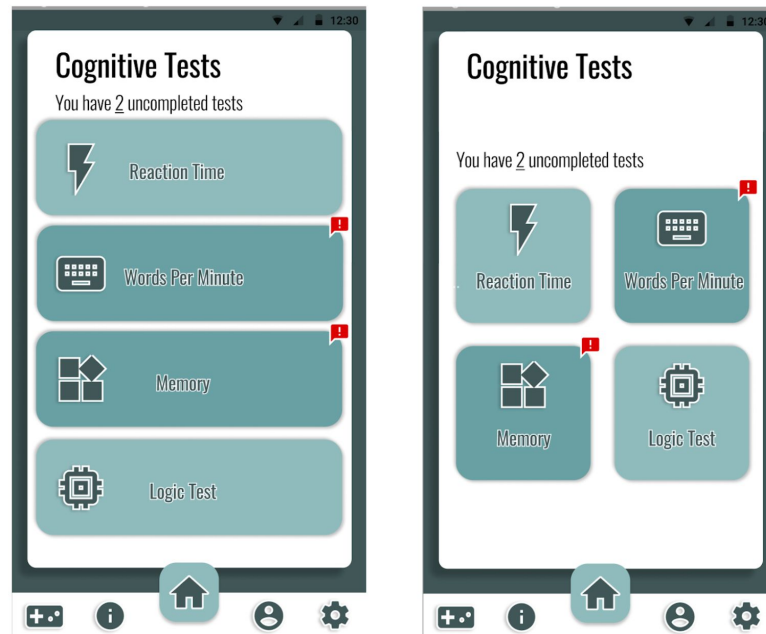 12:30
Cognitive Tests
You have 2 uncompleted tests
Reaction Time
!
Words Per Minute
!
Memory
Logic Test
12:30
Cognitive Tests
You have 2 uncompleted tests
!
Reaction Time
Words Per Minute
!
Memory
Logic Test